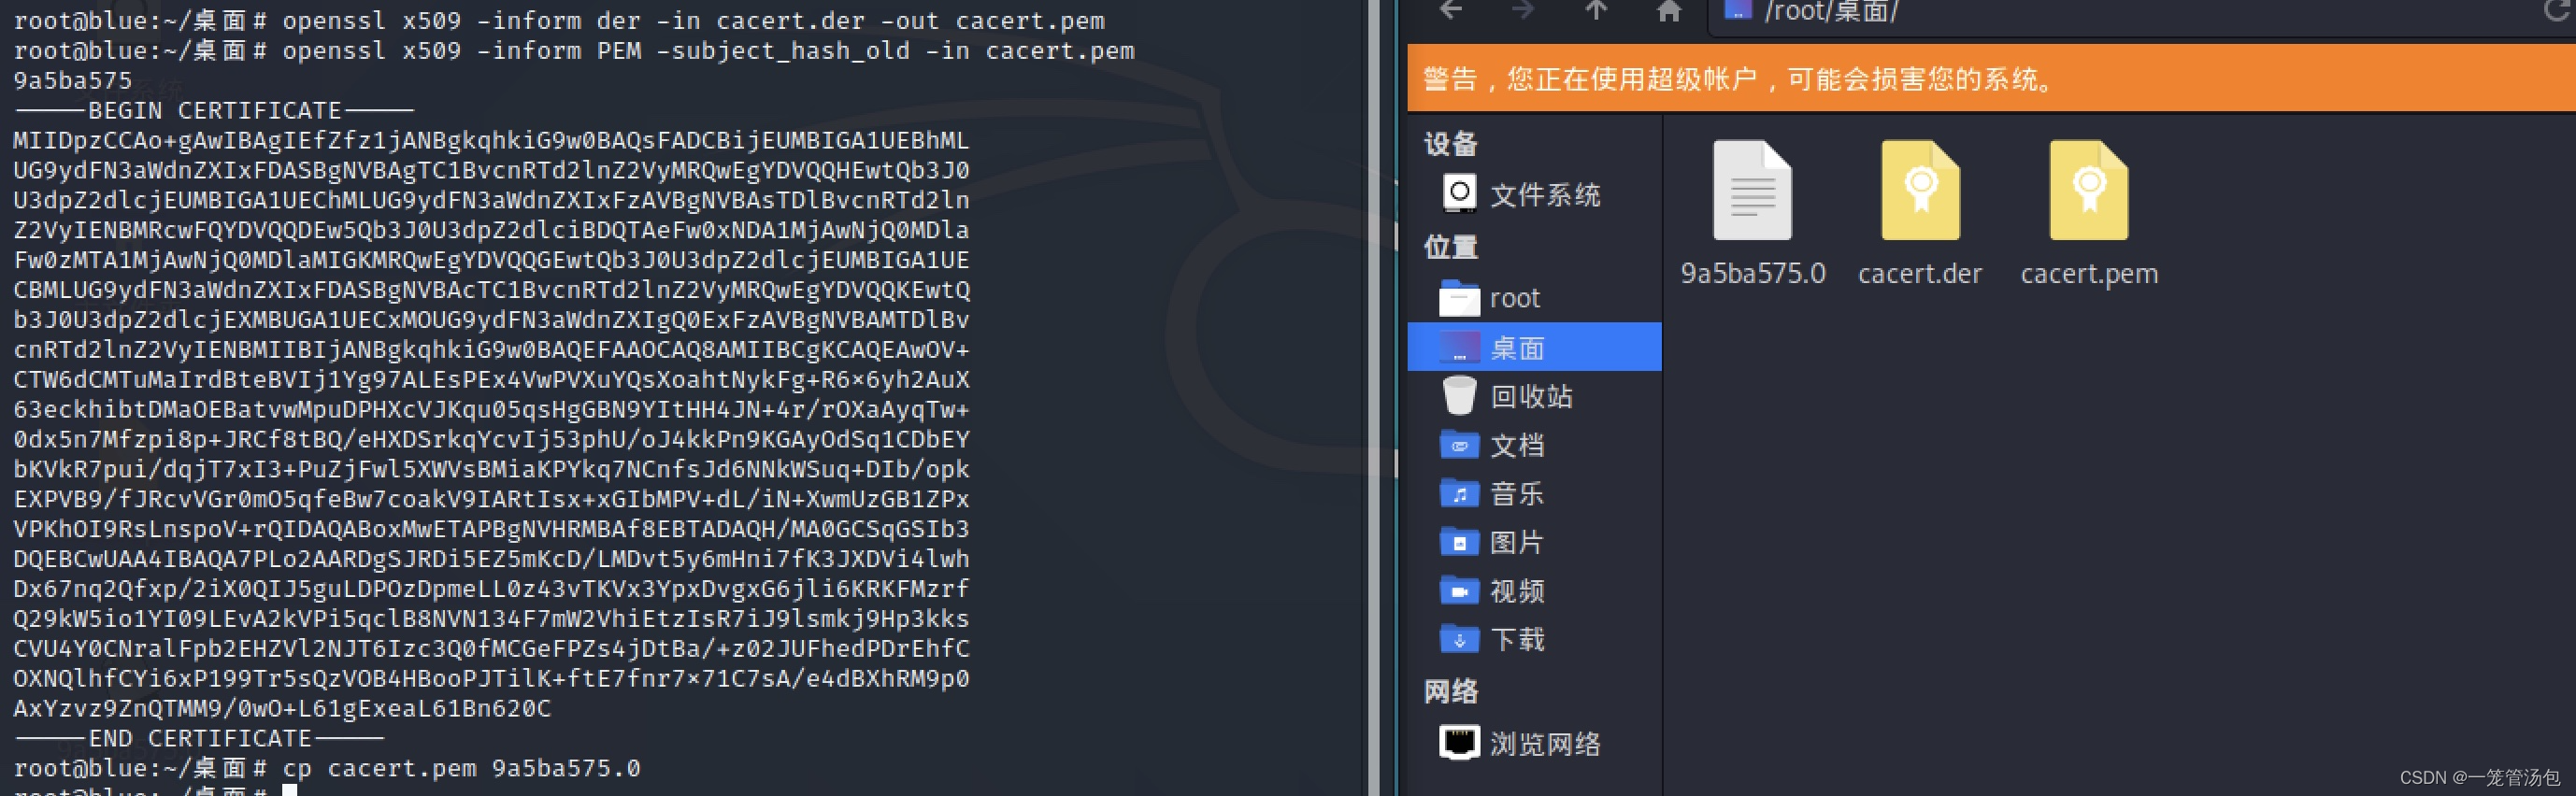 root@blue:~/桌面# openssl x509 -inform der -in cacert.der -out cacert.pem
root@blue:~/桌面# openssl x509 -inform PEM -subject_hash_old -in cacert.pem
9a5ba575
-----BEGIN CERTIFICATE-----
MIIDpzCCAo+gAwIBAgIEfZfz1jANBgkqhkiG9w0BAQsFADCBijEUMBIGA1UEBhML
UG9ydFN3aWdnZXIxFDASBgNVBAgTC1BvcnRTd2lnZ2VyMRQwEgYDVQQHEwtQb3J0
U3dpZ2dlcjEUMBIGA1UEChMLUG9ydFN3aWdnZXIxFzAVBgNVBAsTDlBvcnRTd2ln
Z2VyIENBMRcwFQYDVQQDEw5Qb3J0U3dpZ2dlciBDQTAeFw0xNDA1MjAwNjQ0MDla
Fw0zMTA1MjAwNjQ0MDlaMIGKMRQwEgYDVQQGEwtQb3J0U3dpZ2dlcjEUMBIGA1UE
CBMLUG9ydFN3aWdnZXIxFDASBgNVBAcTC1BvcnRTd2lnZ2VyMRQwEgYDVQQKEwtQ
b3J0U3dpZ2dlcjEXMBUGA1UECxMOUG9ydFN3aWdnZXIgQ0ExFzAVBgNVBAMTDlBv
cnRTd2lnZ2VyIENBMIIBIjANBgkqhkiG9w0BAQEFAAOCAQ8AMIIBCgKCAQEAwOV+
CTW6dCMTuMaIrdBteBVIj1Yg97ALEsPEx4VwPVXuYQsXoahtNykFg+R6×6yh2AuX
63eckhibtDMaOEBatvwMpuDPHXcVJKqu05qsHgGBN9YItHH4JN+4r/rOXaAyqTw+
0dx5n7Mfzpi8p+JRCf8tBQ/eHXDSrkqYcvIj53phU/oJ4kkPn9KGAyOdSq1CDbEY
bKVkR7pui/dqjT7xI3+PuZjFwl5XWVsBMiaKPYkq7NCnfsJd6NNkWSuq+DIb/opk
EXPVB9/fJRcvVGr0mO5qfeBw7coakV9IARtIsx+xGIbMPV+dL/iN+XwmUzGB1ZPx
VPKhOI9RsLnspoV+rQIDAQABoxMwETAPBgNVHRMBAf8EBTADAQH/MA0GCSqGSIb3
DQEBCwUAA4IBAQA7PLo2AARDgSJRDi5EZ5mKcD/LMDvt5y6mHni7fK3JXDVi4lwh
Dx67nq2Qfxp/2iX0QIJ5guLDPOzDpmeLL0z43vTKVx3YpxDvgxG6jli6KRKFMzrf
Q29kW5io1YI09LEvA2kVPi5qclB8NVN134F7mW2VhiEtzIsR7iJ9lsmkj9Hp3kks
CVU4Y0CNralFpb2EHZVl2NJT6Izc3Q0fMCGeFPZs4jDtBa/+z02JUFhedPDrEhfC
OXNQlhfCYi6xP199Tr5sQzVOB4HBooPJTilK+ftE7fnr7×71C7sA/e4dBXhRM9p0
AxYzvz9ZnQTMM9/0wO+L61gExeaL61Bn620C
-----END CERTIFICATE-----
root@blue:~/桌面# cp cacert.pem 9a5ba575.0
root@blue:~/桌面#
/root/桌面/
警告，您正在使用超级帐户，可能会损害您的系统。
设备
文件系统
位置
root
桌面
回收站
文档
音乐
图片
视频
下载
网络
浏览网络
9a5ba575.0
cacert.der
cacert.pem
CSDN @一笼管汤包